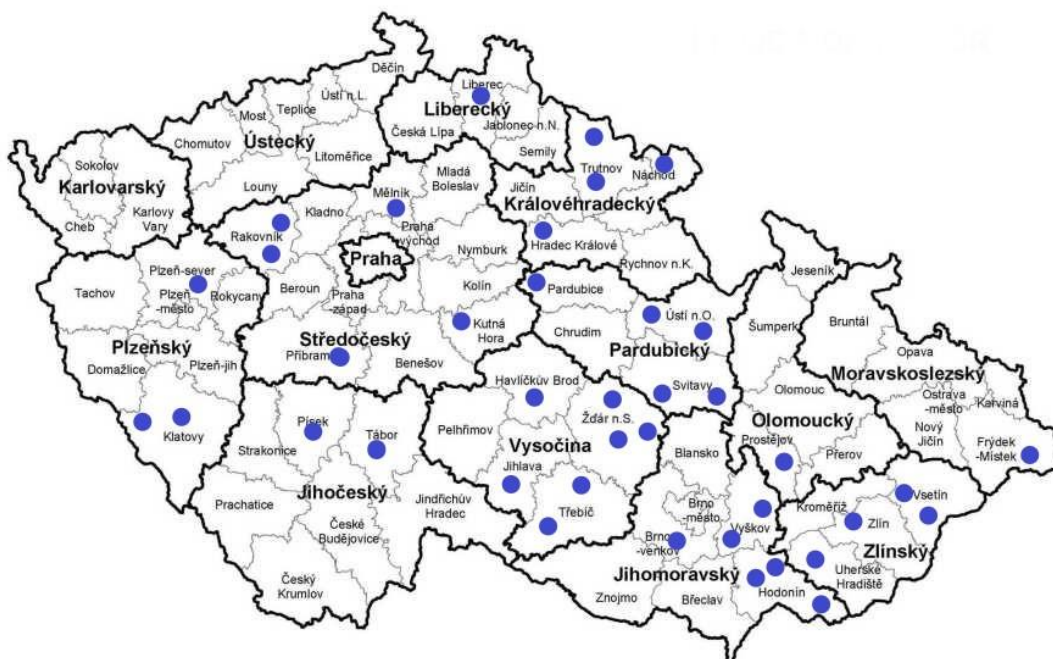 Děčín
Ústí n.L.
Teplice
Most
Chomutov
Ústecký
Litoměřice
Louny
Liberec
Liberecký
Česká Lípa
Jablonec n.N.
Semily
Sokolov
Karlovarský
Cheb
Karlovy
Vary
Trutnov
Náchod
Jičín
Královéhradecký
Hradec Králové
Rychnov n.K.
Mladá
Boleslav
Mělník
Kladno
Rakovník
Praha
-východ
Nymburk
Praha
Kolín
Beroun
Praha
-západ
Středočeský
Kutná
Hora
Příbram
Benešov
Tachov
Plzeň-sever
Plzeň
-město
Rokycany
Plzeňský
Domažlice
Plzeň-jih
Klatovy
Pardubice
Chrudim
Ústí n.O.
Pardubický
Svitavy
Havlíčkův Brod
Žďár n.S.
Pelhřimov
Vysočina
Jihlava
Třebíč
Písek
Tábor
Strakonice
Jihočeský
Prachatice
Jindřichův
Hradec
České
Budějovice
Český
Krumlov
Jeseník
Šumperk
Olomouc
Olomoucký
Prostějov
Přerov
Bruntál
Opava
Moravskoslezský
Ostrava
-město
Karviná
Nový
Jičín
Frýdek
-Místek
Blansko
Brno
-město
Brno
-venkov
Vyškov
Jihomoravský
Znojmo
Břeclav
Hodonín
Kroměříž
Vsetín
Zlín
Zlínský
Uherské
Hradiště